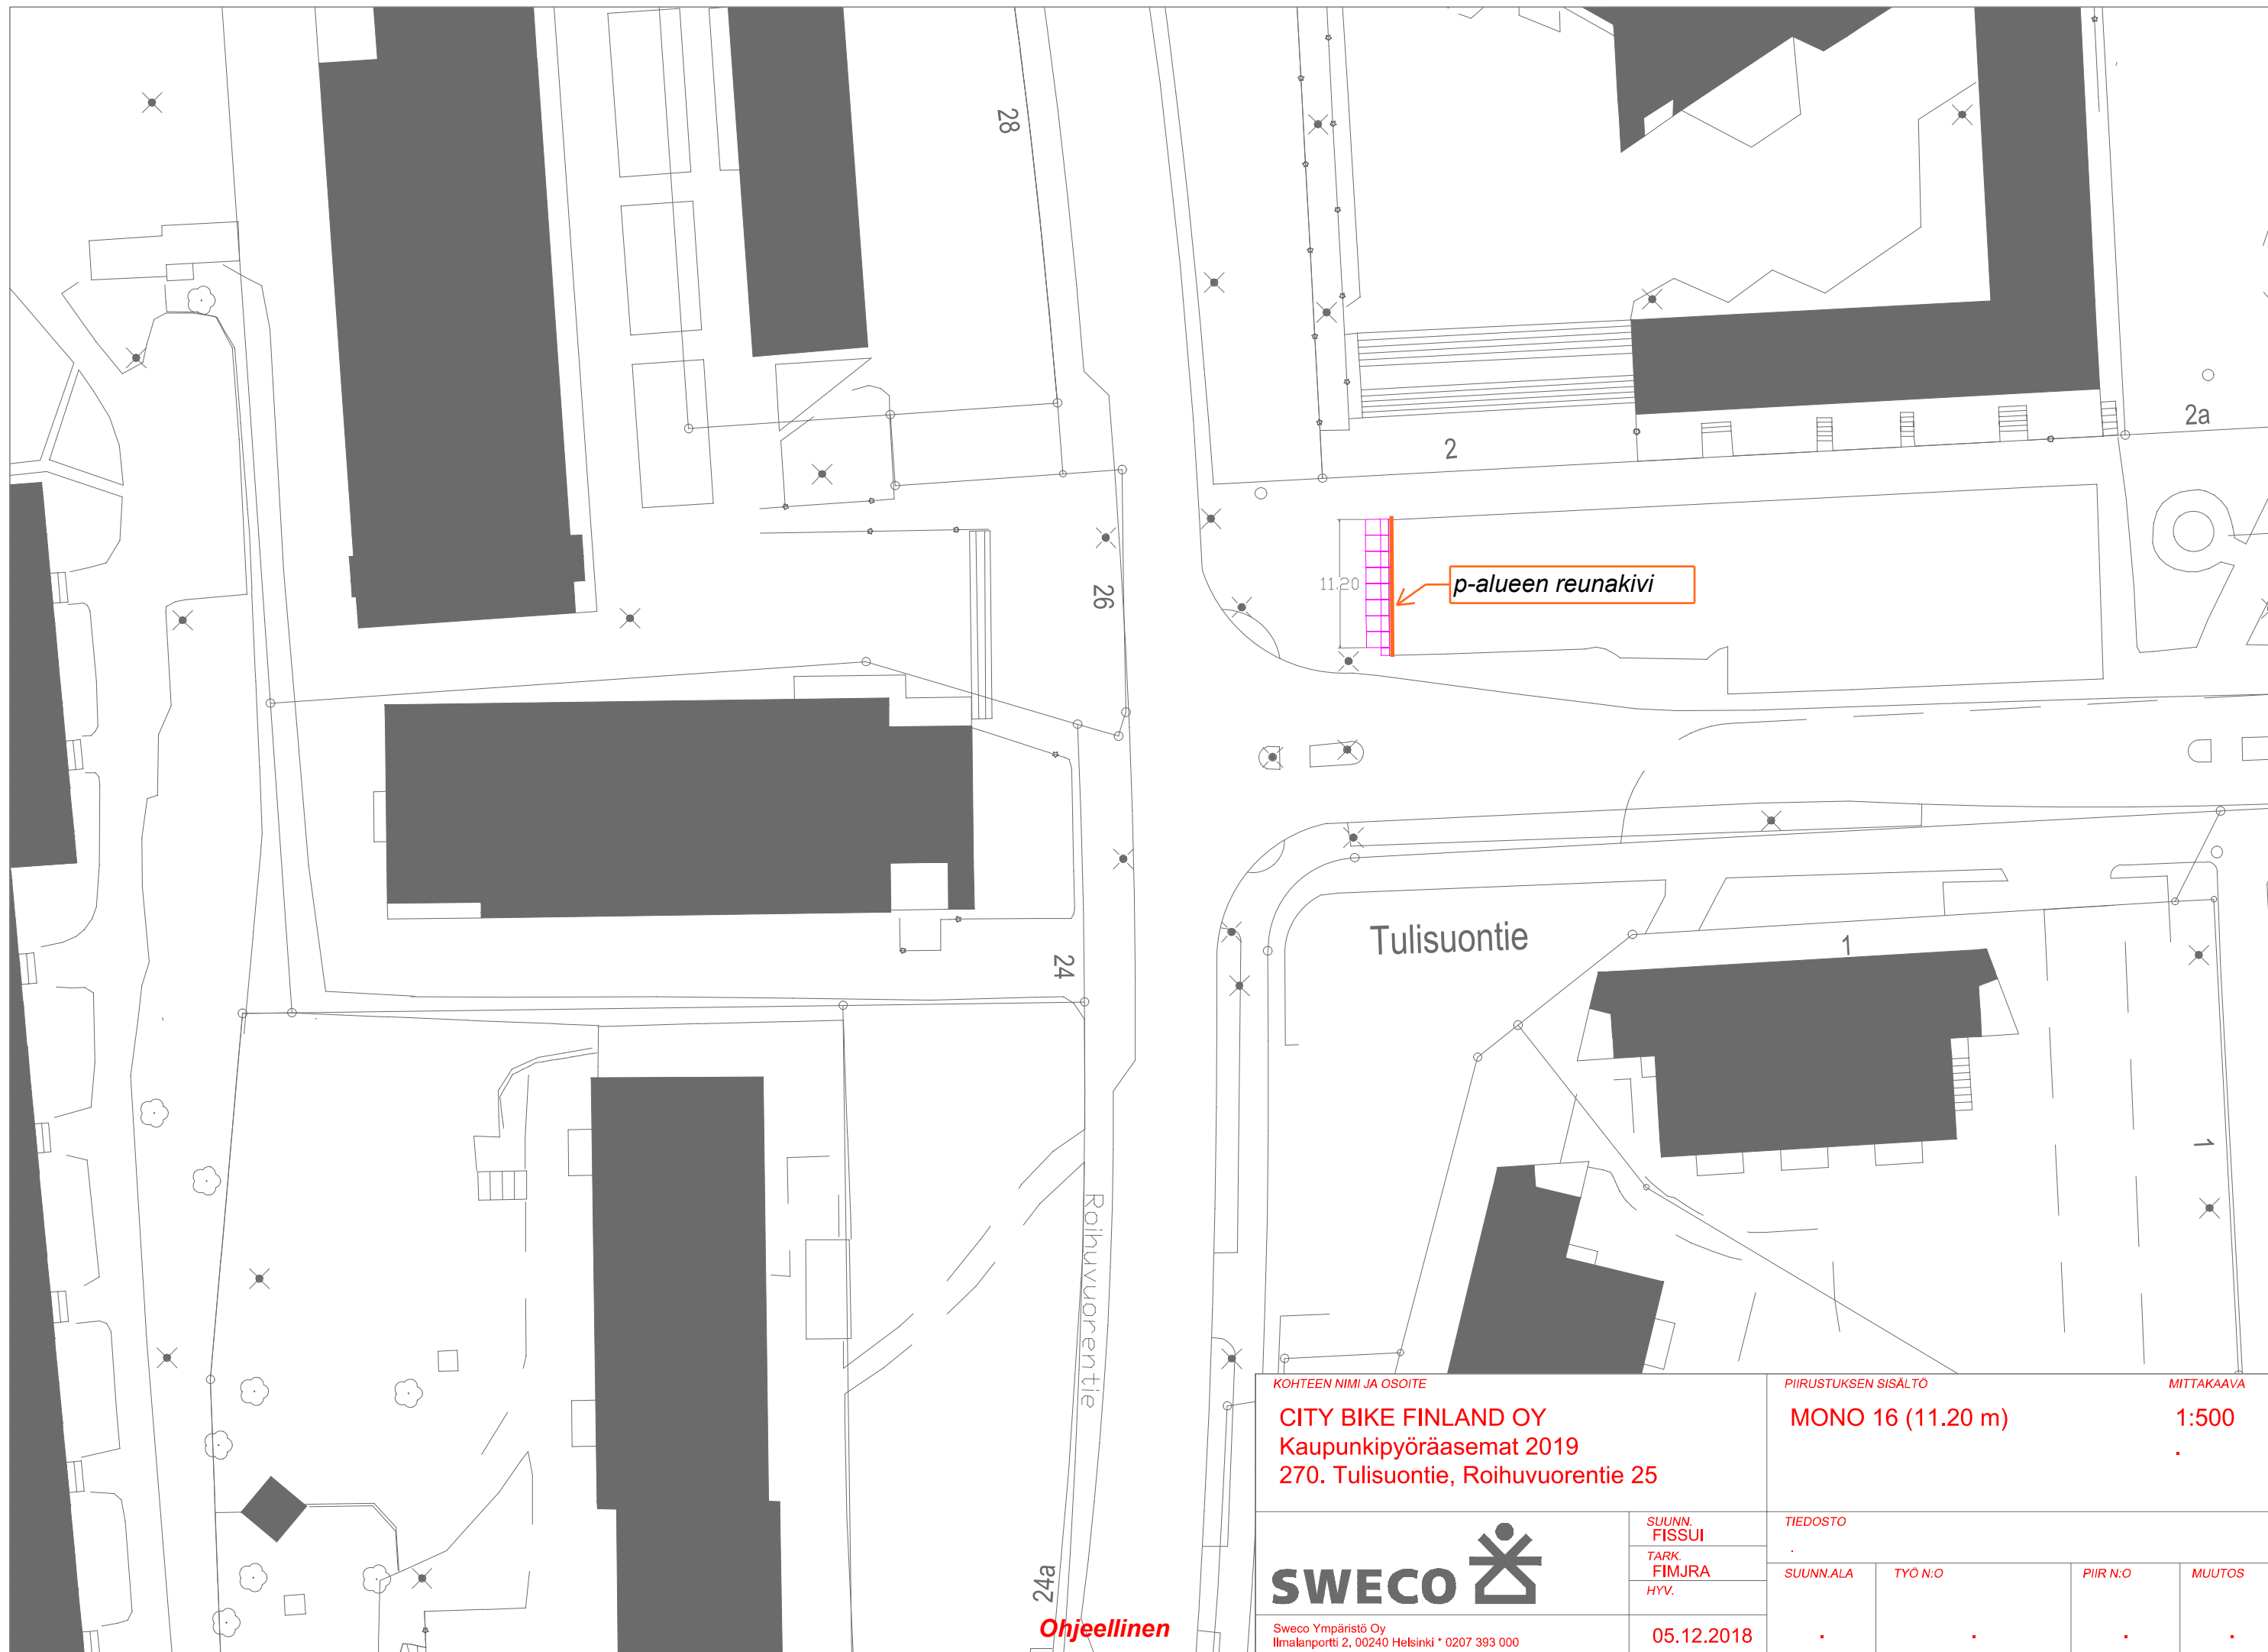 28
2a
2
11.20
p-alueen reunakivi
26
Tulisuontie
1
24
1
Roihuvuorentie
24a
Ohjeellinen
KOHTEEN NIMI JA OSOITE
CITY BIKE FINLAND OY
Kaupunkipyöräasemat 2019
270. Tulisuontie, Roihuvuorentie 25
PIIRUSTUKSEN SISÄLTÖ
MITTAKAAVA
MONO 16 (11.20 m)
1:500
.
SWECO
SUUNN.
FISSUI
TARK.
FIMJRA
HYV.
TIEDOSTO
.
SUUNN.ALA
TYÖ N:O
PIIR N:O
MUUTOS
Sweco Ympäristö Oy
Ilmalanportti 2, 00240 Helsinki * 0207 393 000
05.12.2018
. . . .